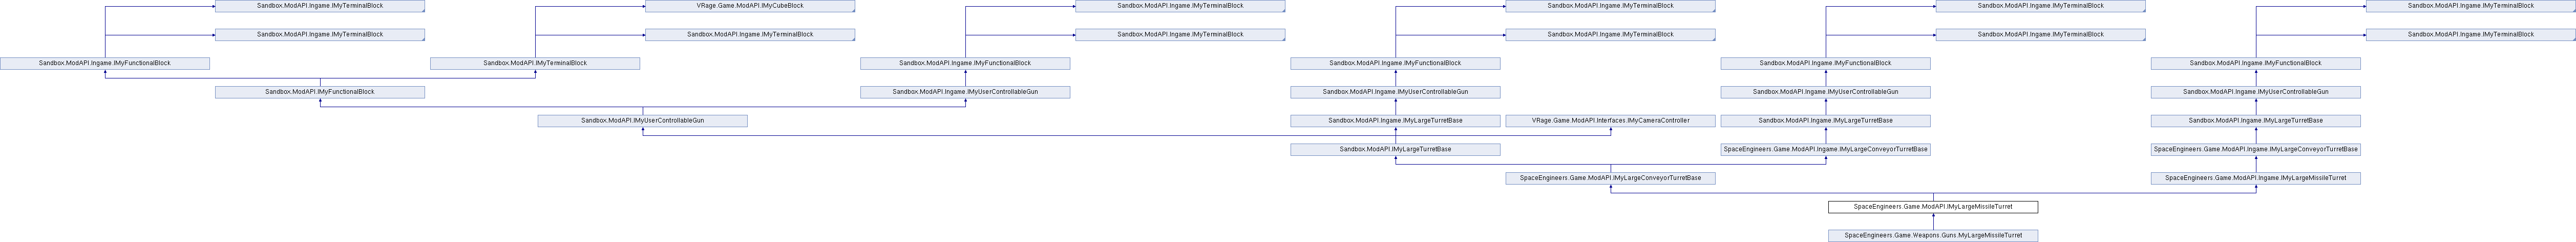 Sandbox.ModAPI.Ingame.IMyTerminalBlock
VRage.Game.ModAPI.IMyCubeBlock
Sandbox.ModAPI.Ingame.IMyTerminalBlock
Sandbox.ModAPI.Ingame.IMyTerminalBlock
Sandbox.ModAPI.Ingame.IMyTerminalBlock
Sandbox.ModAPI.Ingame.IMyTerminalBlock
Sandbox.ModAPI.Ingame.IMyTerminalBlock
Sandbox.ModAPI.Ingame.IMyTerminalBlock
Sandbox.ModAPI.Ingame.IMyTerminalBlock
Sandbox.ModAPI.Ingame.IMyTerminalBlock
Sandbox.ModAPI.Ingame.IMyTerminalBlock
Sandbox.ModAPI.Ingame.IMyTerminalBlock
Sandbox.ModAPI.Ingame.IMyFunctionalBlock
Sandbox.ModAPI.IMyTerminalBlock
Sandbox.ModAPI.Ingame.IMyFunctionalBlock
Sandbox.ModAPI.Ingame.IMyFunctionalBlock
Sandbox.ModAPI.Ingame.IMyFunctionalBlock
Sandbox.ModAPI.Ingame.IMyFunctionalBlock
Sandbox.ModAPI.IMyFunctionalBlock
Sandbox.ModAPI.Ingame.IMyUserControllableGun
Sandbox.ModAPI.Ingame.IMyUserControllableGun
Sandbox.ModAPI.Ingame.IMyUserControllableGun
Sandbox.ModAPI.Ingame.IMyUserControllableGun
Sandbox.ModAPI.IMyUserControllableGun
Sandbox.ModAPI.Ingame.IMyLargeTurretBase
VRage.Game.ModAPI.Interfaces.IMyCameraController
Sandbox.ModAPI.Ingame.IMyLargeTurretBase
Sandbox.ModAPI.Ingame.IMyLargeTurretBase
Sandbox.ModAPI.IMyLargeTurretBase
SpaceEngineers.Game.ModAPI.Ingame.IMyLargeConveyorTurretBase
SpaceEngineers.Game.ModAPI.Ingame.IMyLargeConveyorTurretBase
SpaceEngineers.Game.ModAPI.IMyLargeConveyorTurretBase
SpaceEngineers.Game.ModAPI.Ingame.IMyLargeMissileTurret
SpaceEngineers.Game.ModAPI.IMyLargeMissileTurret
SpaceEngineers.Game.Weapons.Guns.MyLargeMissileTurret